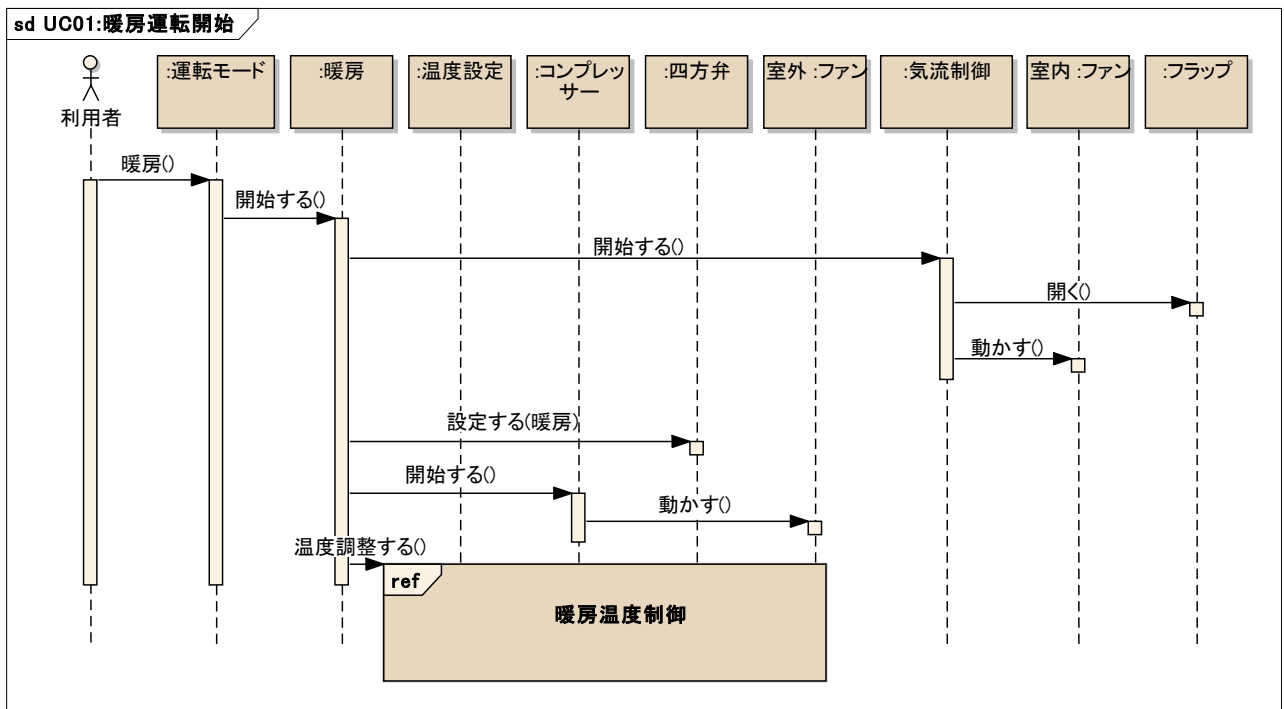 sd UC01:暖房運転開始
利用者
:運転モード
:暖房
:温度設定
:コンプレッ
サー
:四方弁
室外 :ファン
:気流制御
室内 :ファン
:フラップ
暖房()
開始する()
開始する()
開く()
動かす()
設定する(暖房)
開始する()
動かす()
温度調整する()
ref
暖房温度制御